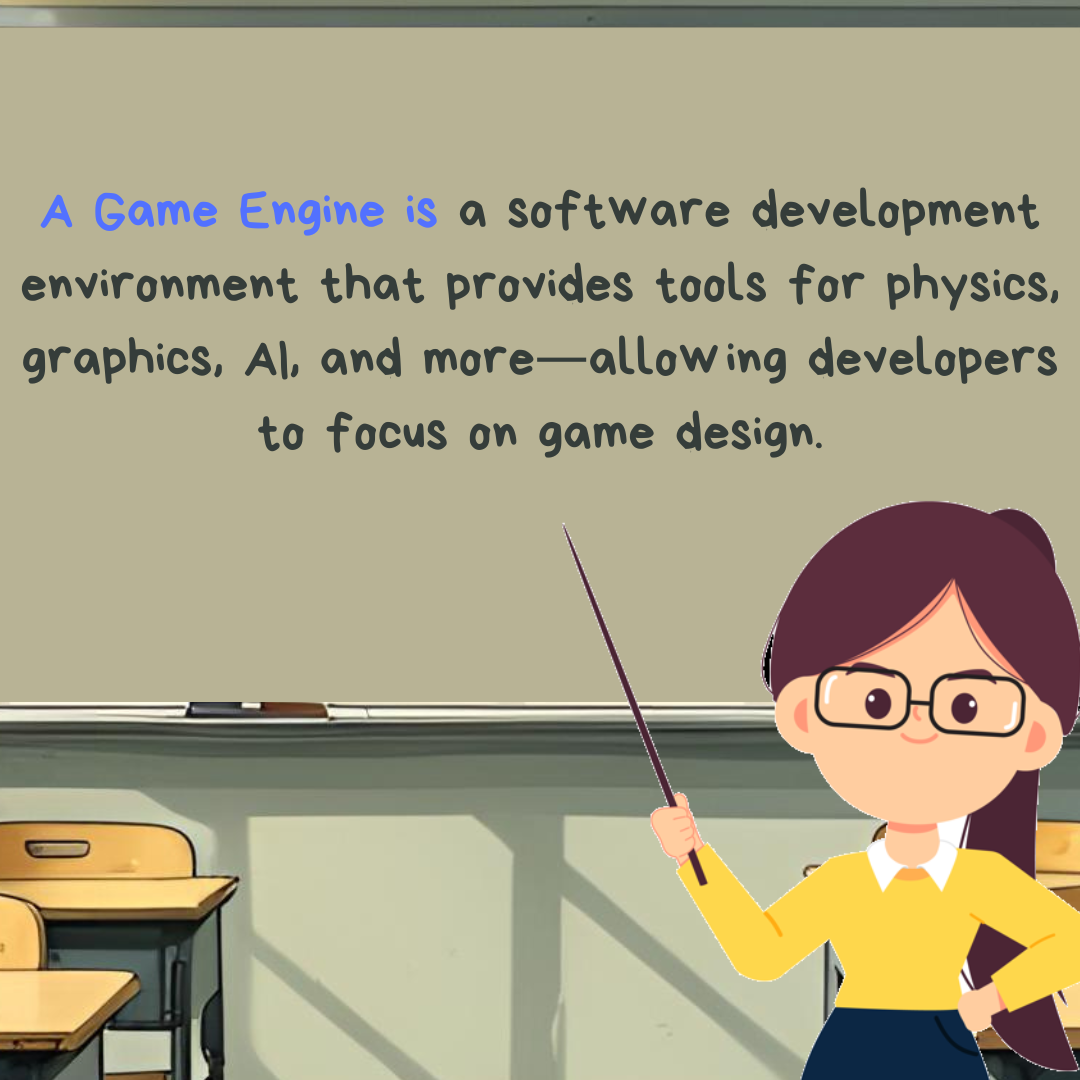 A Game Engine is a software development
environment that provides tools for physics,
graphics, AI, and more—allowing developers
to focus on game design.